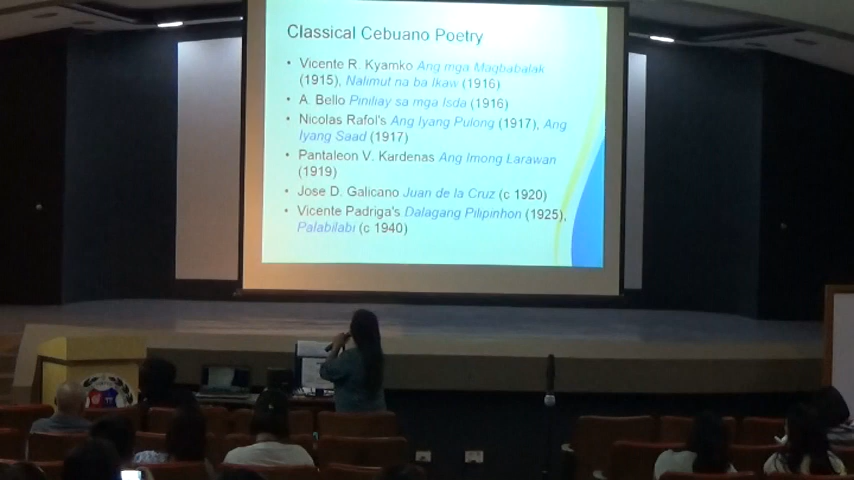 Classical Cebuano Poetry
• Vicente R. Kyamko Ang mga Magbabalak
(1915), Nalimut na ba Ikaw (1916)
• A. Bello Piniliay sa mga Isda (1916)
• Nicolas Rafol's Ang Iyang Pulong (1917), Ang
Iyang Saad (1917)
• Pantaleon V. Kardenas Ang Imong Larawan
(1919)
• Jose D. Galicano Juan de la Cruz (c 1920)
• Vicente Padriga's Dalagang Pilipinhon (1925),
Palabilabi (c 1940)